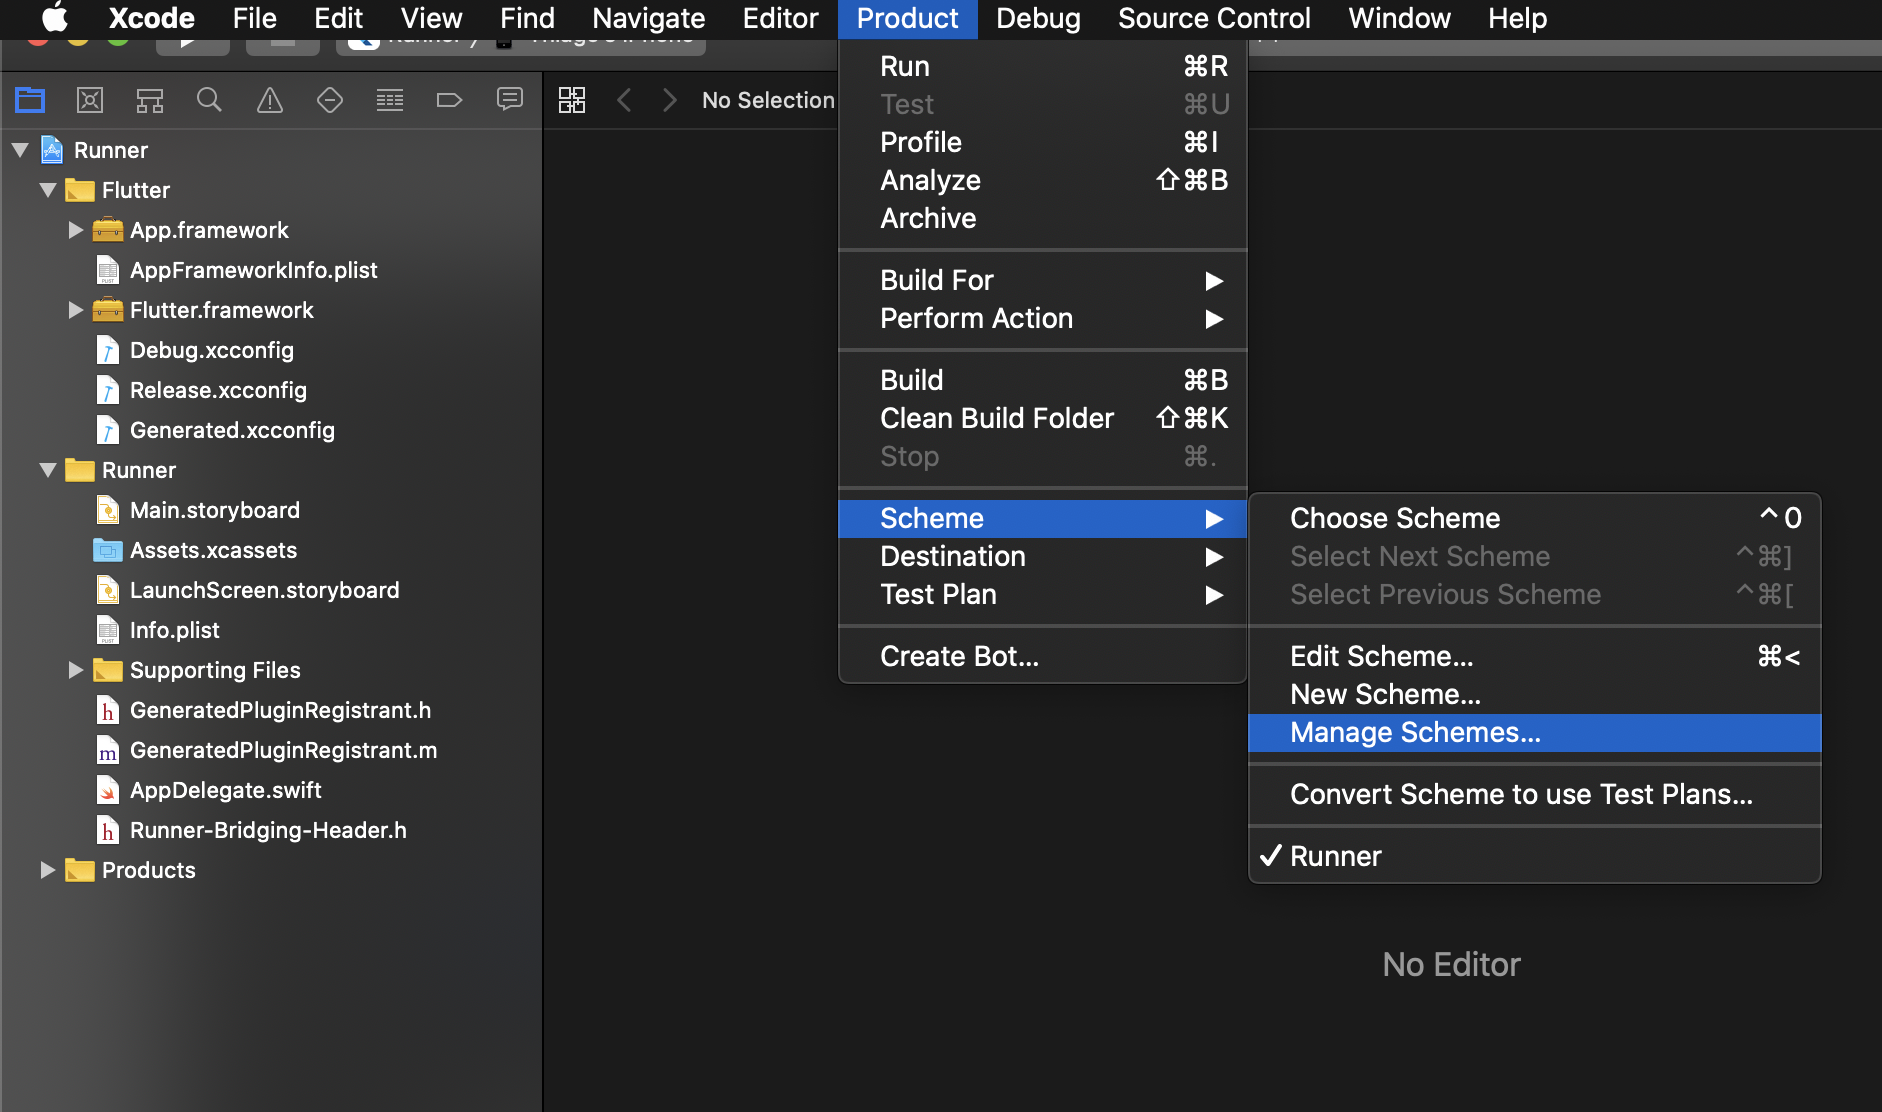 Xcode File Edit View Find Navigate Editor Product Debug Source Control Window Help
No Selection
Runner
Flutter
App.framework
AppFrameworkInfo.plist
Flutter.framework
Debug.xcconfig
Release.xcconfig
Generated.xcconfig
Runner
Main.storyboard
Assets.xcassets
LaunchScreen.storyboard
Info.plist
Supporting Files
GeneratedPluginRegistrant.h
GeneratedPluginRegistrant.m
AppDelegate.swift
Runner-Bridging-Header.h
Products
Run ⌘R
Test ⌘U
Profile ⌘I
Analyze ⇧⌘B
Archive
Build For
Perform Action
Build ⌘B
Clean Build Folder ⇧⌘K
Stop ⌘.
Scheme
Destination
Test Plan
Create Bot...
Choose Scheme ^0
Select Next Scheme ^⌘]
Select Previous Scheme ^⌘[
Edit Scheme... ⌘<
New Scheme...
Manage Schemes...
Convert Scheme to use Test Plans...
✓ Runner
No Editor